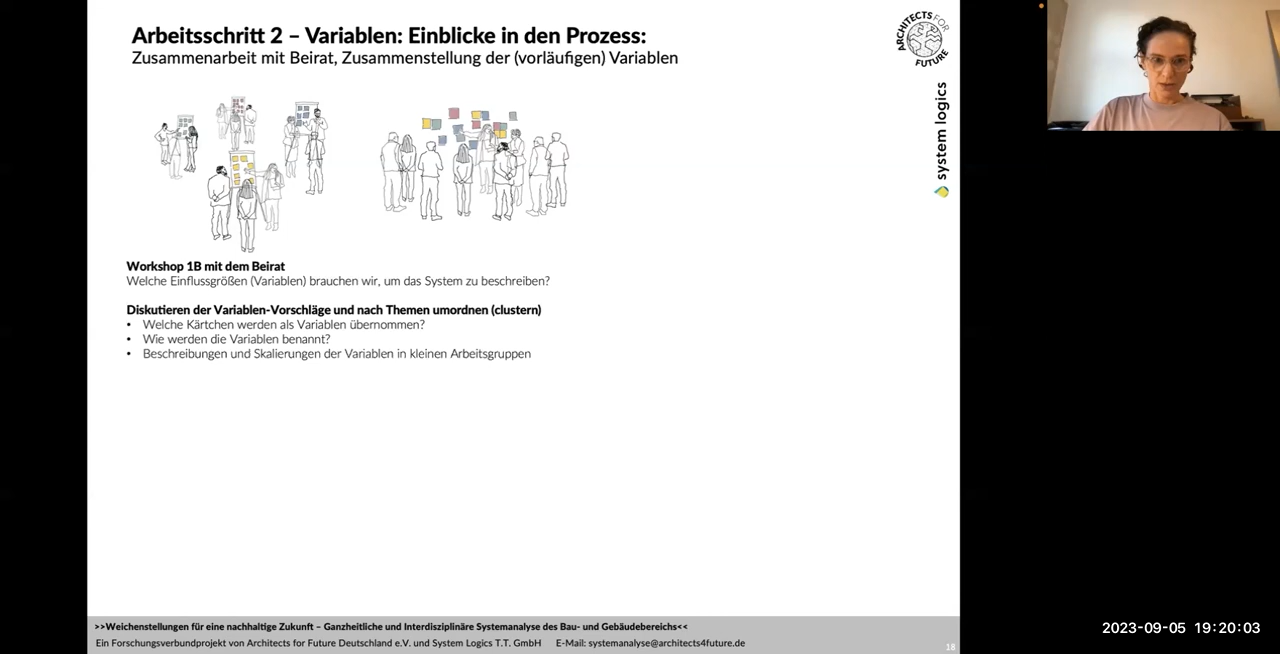 Arbeitsschritt 2 – Variablen: Einblicke in den Prozess:
Zusammenarbeit mit Beirat, Zusammenstellung der (vorläufigen) Variablen
ARCHITECTS FOR FUTURE
system logics
Workshop 1B mit dem Beirat
Welche Einflussgrößen (Variablen) brauchen wir, um das System zu beschreiben?
Diskutieren der Variablen-Vorschläge und nach Themen umordnen (clustern)
• Welche Kärtchen werden als Variablen übernommen?
• Wie werden die Variablen benannt?
• Beschreibungen und Skalierungen der Variablen in kleinen Arbeitsgruppen
>>Weichenstellungen für eine nachhaltige Zukunft – Ganzheitliche und Interdisziplinäre Systemanalyse des Bau- und Gebäudebereichs<<
Ein Forschungsverbundprojekt von Architects for Future Deutschland e.V. und System Logics T.T. GmbH E-Mail: systemanalyse@architects4future.de
18
2023-09-05 19:20:03